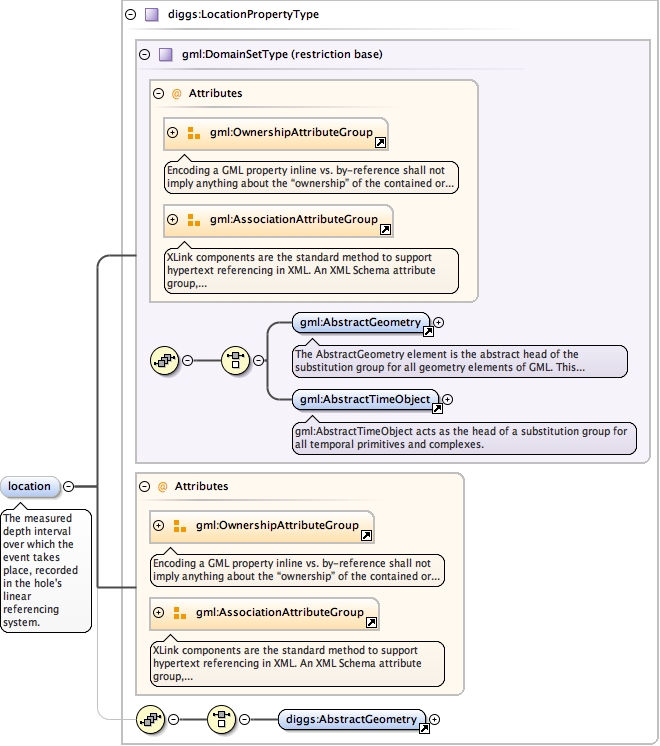 diggs:LocationPropertyType
gml:DomainSetType (restriction base)
@ Attributes
gml:OwnershipAttributeGroup
Encoding a GML property inline vs. by-reference shall not
imply anything about the "ownership" of the contained or...
gml:AssociationAttributeGroup
XLink components are the standard method to support
hypertext referencing in XML. An XML Schema attribute
group,...
gml:AbstractGeometry
The AbstractGeometry element is the abstract head of the
substitution group for all geometry elements of GML. This...
gml:AbstractTimeObject
gml:AbstractTimeObject acts as the head of a substitution group for
all temporal primitives and complexes.
location
The measured
depth interval
over which the
event takes
place, recorded
in the hole's
linear
referencing
system.
@ Attributes
gml:OwnershipAttributeGroup
Encoding a GML property inline vs. by-reference shall not
imply anything about the "ownership" of the contained or...
gml:AssociationAttributeGroup
XLink components are the standard method to support
hypertext referencing in XML. An XML Schema attribute
group,...
diggs:AbstractGeometry